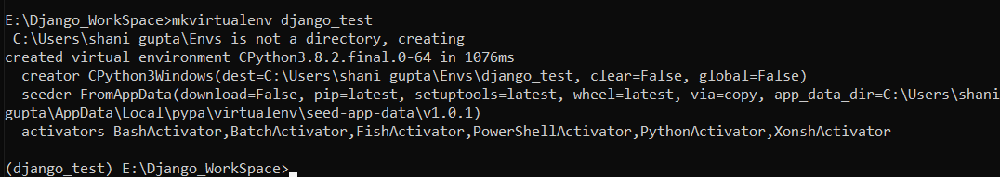 E:\Django_WorkSpace>mkvirtualenv django_test
C:\Users\shani gupta\Envs is not a directory, creating
created virtual environment CPython3.8.2.final.0-64 in 1076ms
creator CPython3Windows(dest=C:\Users\shani gupta\Envs\django_test, clear=False, global=False)
seeder FromAppData(download=False, pip=latest, setuptools=latest, wheel=latest, via=copy, app_data_dir=C:\Users\shani
gupta\AppData\Local\pypa\virtualenv\seed-app-data\v1.0.1)
activators BashActivator,BatchActivator,FishActivator,PowerShellActivator,PythonActivator,XonshActivator
(django_test) E:\Django_WorkSpace>